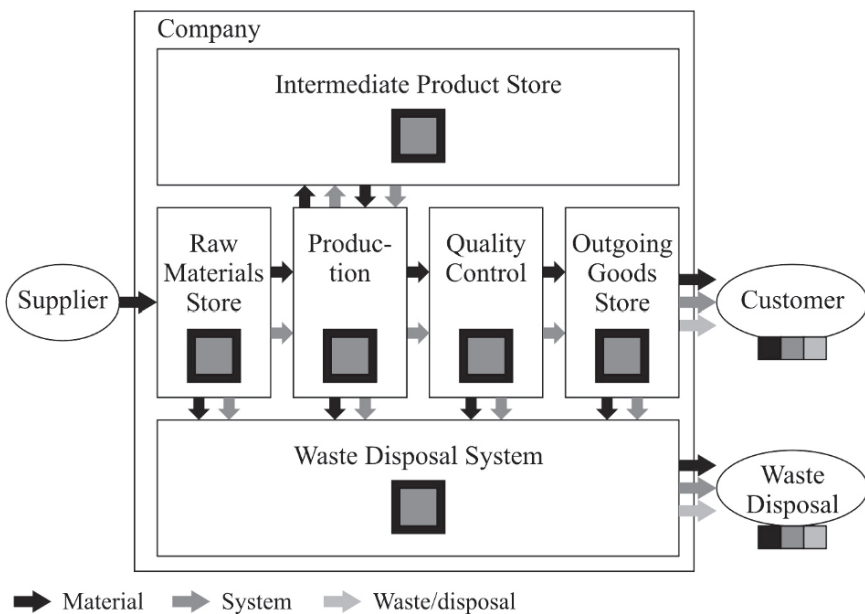 Company
Intermediate Product Store
Raw
Materials
Store
Produc-
tion
Quality
Control
Outgoing
Goods
Store
Supplier
Customer
Waste Disposal System
Waste
Disposal
Material
System
Waste/disposal